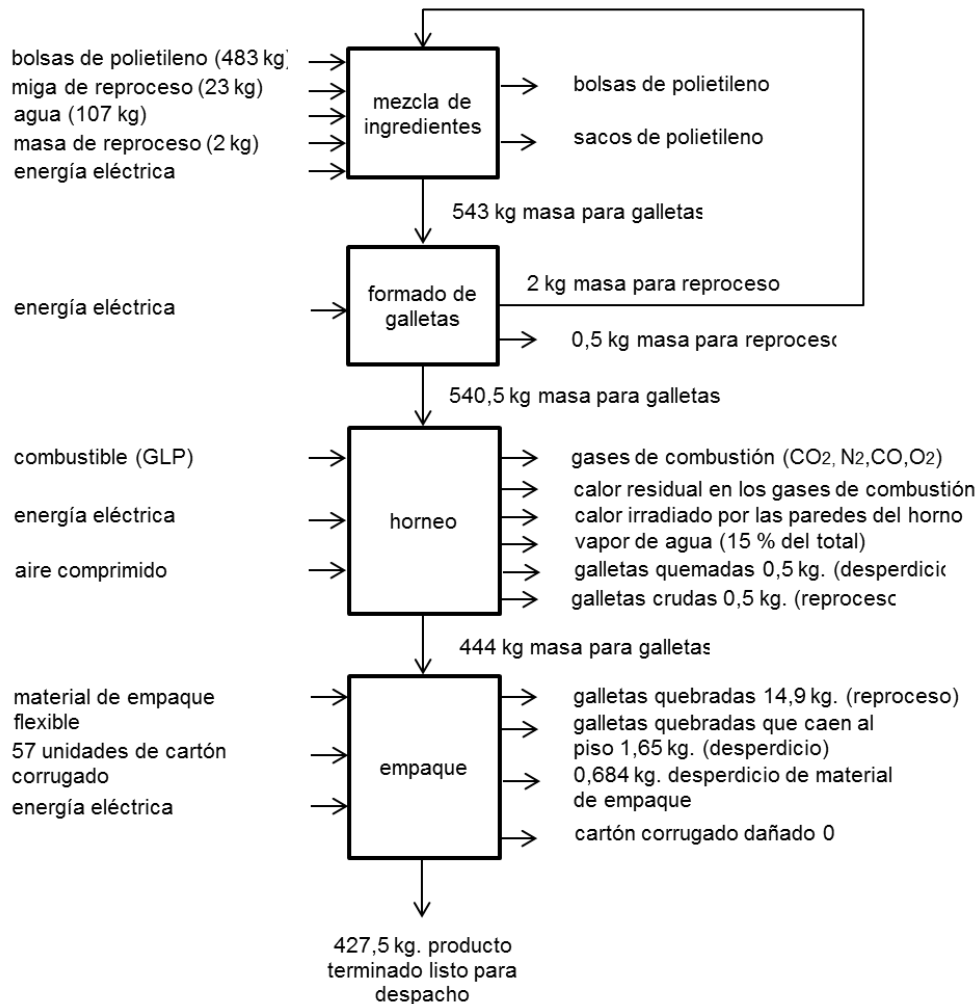 bolsas de polietileno (483 kg)
miga de reproceso (23 kg)
agua (107 kg)
masa de reproceso (2 kg)
energía eléctrica
mezcla de
ingredientes
bolsas de polietileno
sacos de polietileno
543 kg masa para galletas
energía eléctrica
formado de
galletas
2 kg masa para reproceso
0,5 kg masa para reproceso
540,5 kg masa para galletas
combustible (GLP)
energía eléctrica
aire comprimido
horneo
gases de combustión (CO2, N2,CO,O2)
calor residual en los gases de combustión
calor irradiado por las paredes del horno
vapor de agua (15 % del total)
galletas quemadas 0,5 kg. (desperdicio
galletas crudas 0,5 kg. (reproceso
444 kg masa para galletas
material de empaque
flexible
57 unidades de cartón
corrugado
energía eléctrica
empaque
galletas quebradas 14,9 kg. (reproceso)
galletas quebradas que caen al
piso 1,65 kg. (desperdicio)
0,684 kg. desperdicio de material
de empaque
cartón corrugado dañado 0
427,5 kg. producto
terminado listo para
despacho